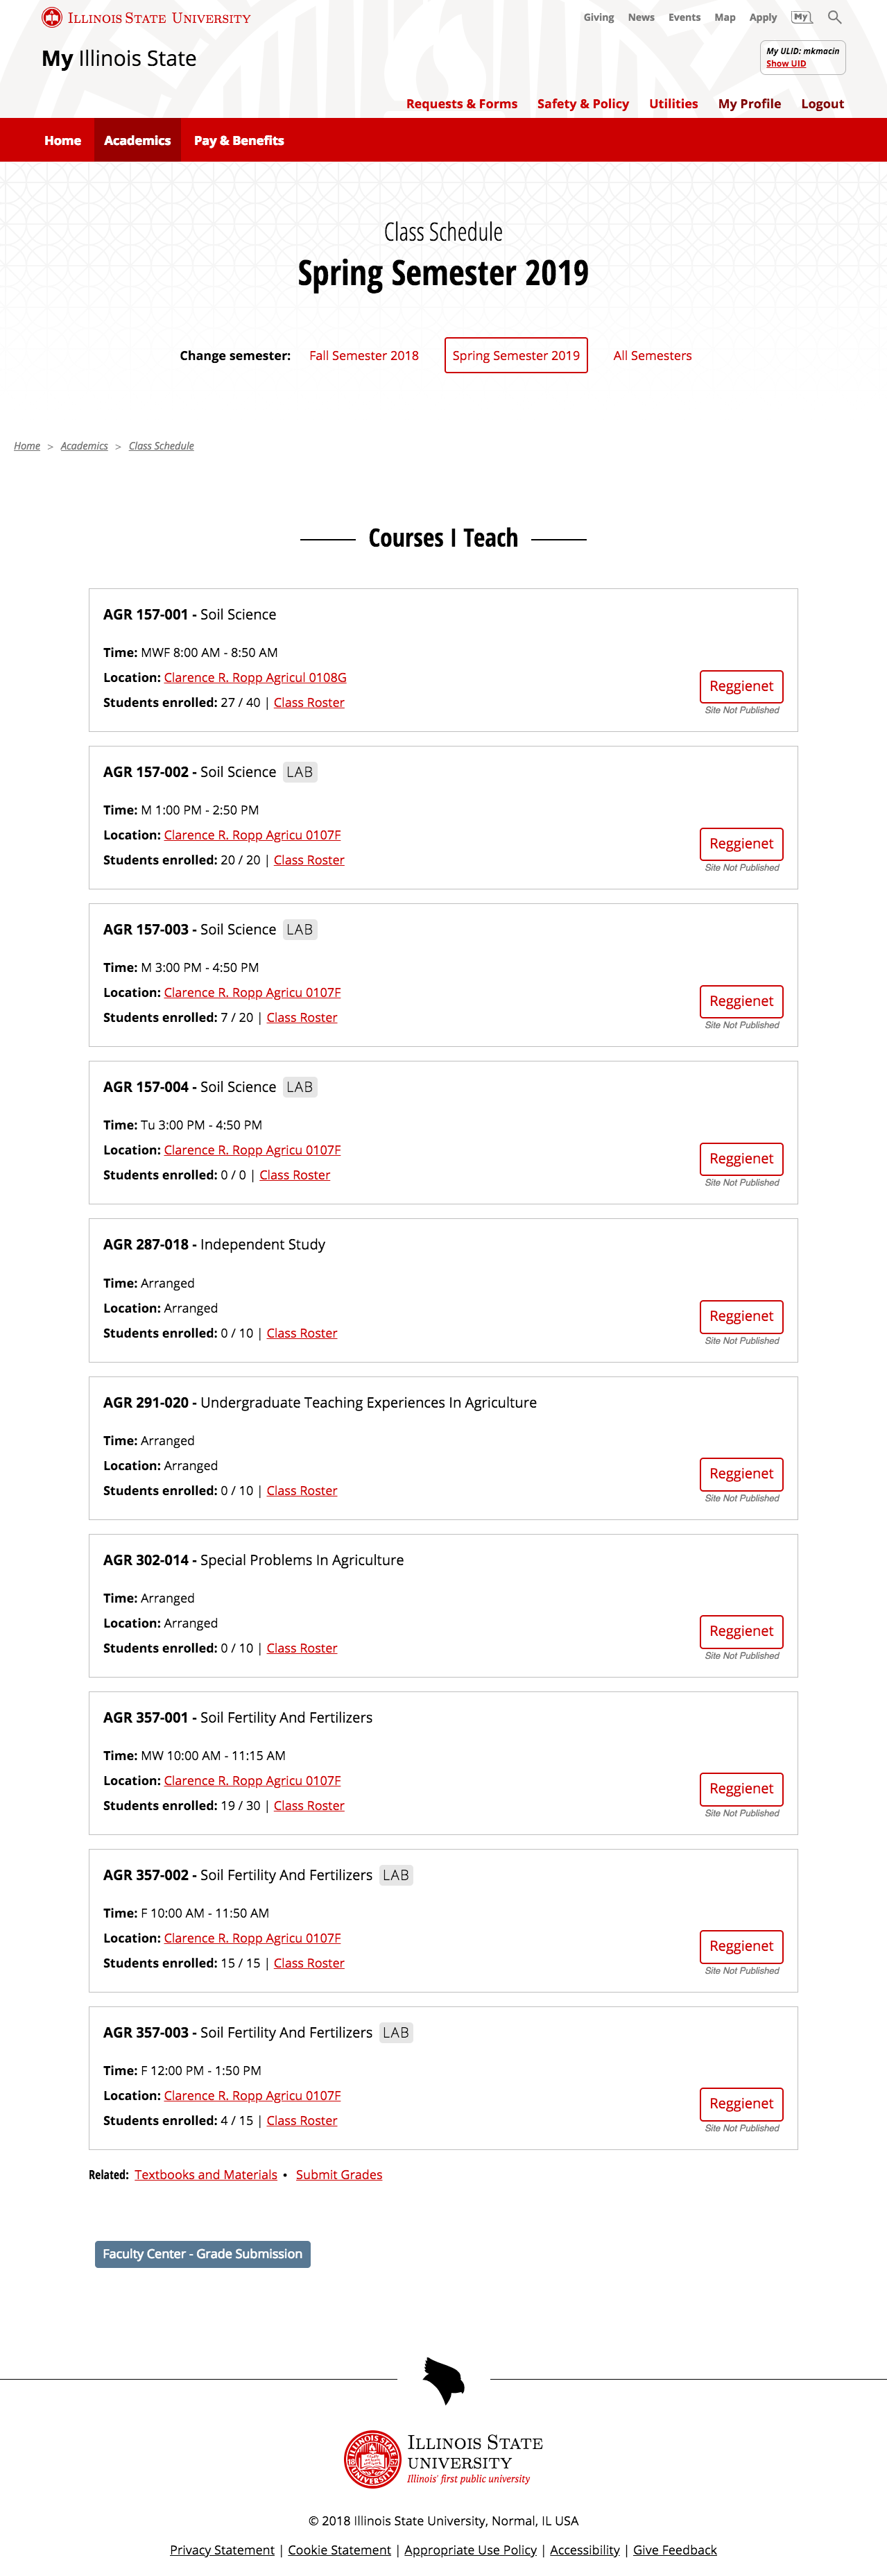 ILLINOIS STATE UNIVERSITY
Giving News Events Map Apply My
My Illinois State
My ULID: mkmacin
Show UID
Requests & Forms Safety & Policy Utilities My Profile Logout
Home Academics Pay & Benefits
Class Schedule
Spring Semester 2019
Change semester: Fall Semester 2018 Spring Semester 2019 All Semesters
Home > Academics > Class Schedule
Courses I Teach
AGR 157-001 - Soil Science
Time: MWF 8:00 AM - 8:50 AM
Location: Clarence R. Ropp Agricul 0108G
Students enrolled: 27 / 40 | Class Roster
Reggienet
Site Not Published
AGR 157-002 - Soil Science LAB
Time: M 1:00 PM - 2:50 PM
Location: Clarence R. Ropp Agricu 0107F
Students enrolled: 20 / 20 | Class Roster
Reggienet
Site Not Published
AGR 157-003 - Soil Science LAB
Time: M 3:00 PM - 4:50 PM
Location: Clarence R. Ropp Agricu 0107F
Students enrolled: 7 / 20 | Class Roster
Reggienet
Site Not Published
AGR 157-004 - Soil Science LAB
Time: Tu 3:00 PM - 4:50 PM
Location: Clarence R. Ropp Agricu 0107F
Students enrolled: 0 / 0 | Class Roster
Reggienet
Site Not Published
AGR 287-018 - Independent Study
Time: Arranged
Location: Arranged
Students enrolled: 0 / 10 | Class Roster
Reggienet
Site Not Published
AGR 291-020 - Undergraduate Teaching Experiences In Agriculture
Time: Arranged
Location: Arranged
Students enrolled: 0 / 10 | Class Roster
Reggienet
Site Not Published
AGR 302-014 - Special Problems In Agriculture
Time: Arranged
Location: Arranged
Students enrolled: 0 / 10 | Class Roster
Reggienet
Site Not Published
AGR 357-001 - Soil Fertility And Fertilizers
Time: MW 10:00 AM - 11:15 AM
Location: Clarence R. Ropp Agricu 0107F
Students enrolled: 19 / 30 | Class Roster
Reggienet
Site Not Published
AGR 357-002 - Soil Fertility And Fertilizers LAB
Time: F 10:00 AM - 11:50 AM
Location: Clarence R. Ropp Agricu 0107F
Students enrolled: 15 / 15 | Class Roster
Reggienet
Site Not Published
AGR 357-003 - Soil Fertility And Fertilizers LAB
Time: F 12:00 PM - 1:50 PM
Location: Clarence R. Ropp Agricu 0107F
Students enrolled: 4 / 15 | Class Roster
Reggienet
Site Not Published
Related: Textbooks and Materials • Submit Grades
Faculty Center - Grade Submission
ILLINOIS STATE
UNIVERSITY
Illinois' first public university
© 2018 Illinois State University, Normal, IL USA
Privacy Statement | Cookie Statement | Appropriate Use Policy | Accessibility | Give Feedback